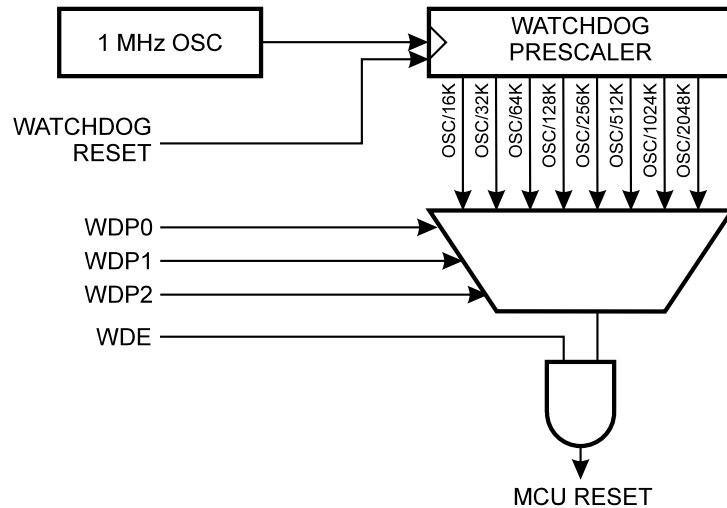 1 MHz OSC
WATCHDOG
PRESCALER
WATCHDOG
RESET
OSC/16K
OSC/32K
OSC/64K
OSC/128K
OSC/256K
OSC/512K
OSC/1024K
OSC/2048K
WDP0
WDP1
WDP2
WDE
MCU RESET